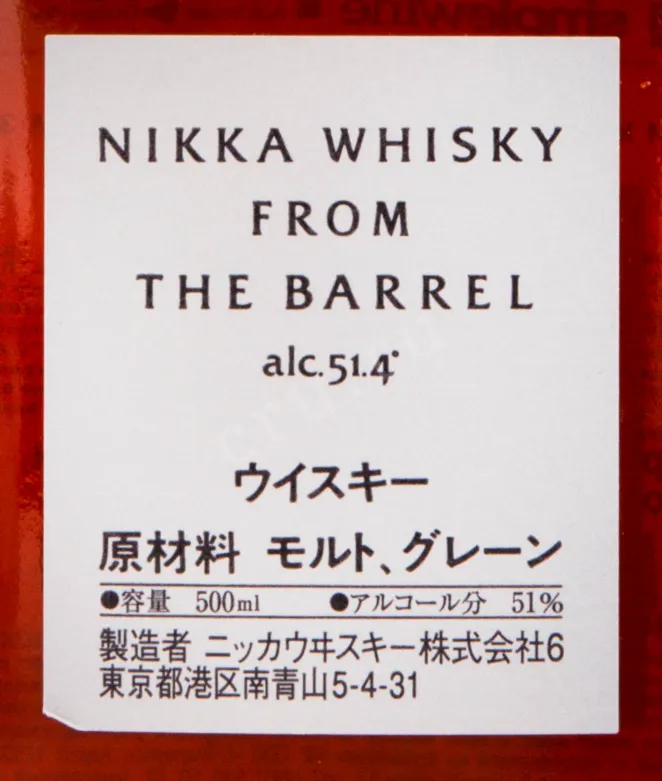 NIKKA WHISKY
FROM
THE BARREL
alc.51.4°
ウイスキー
原材料 モルト、グレーン
●容量 500ml ●アルコール分 51%
製造者 ニッカウヰスキー株式会社6
東京都港区南青山5-4-31